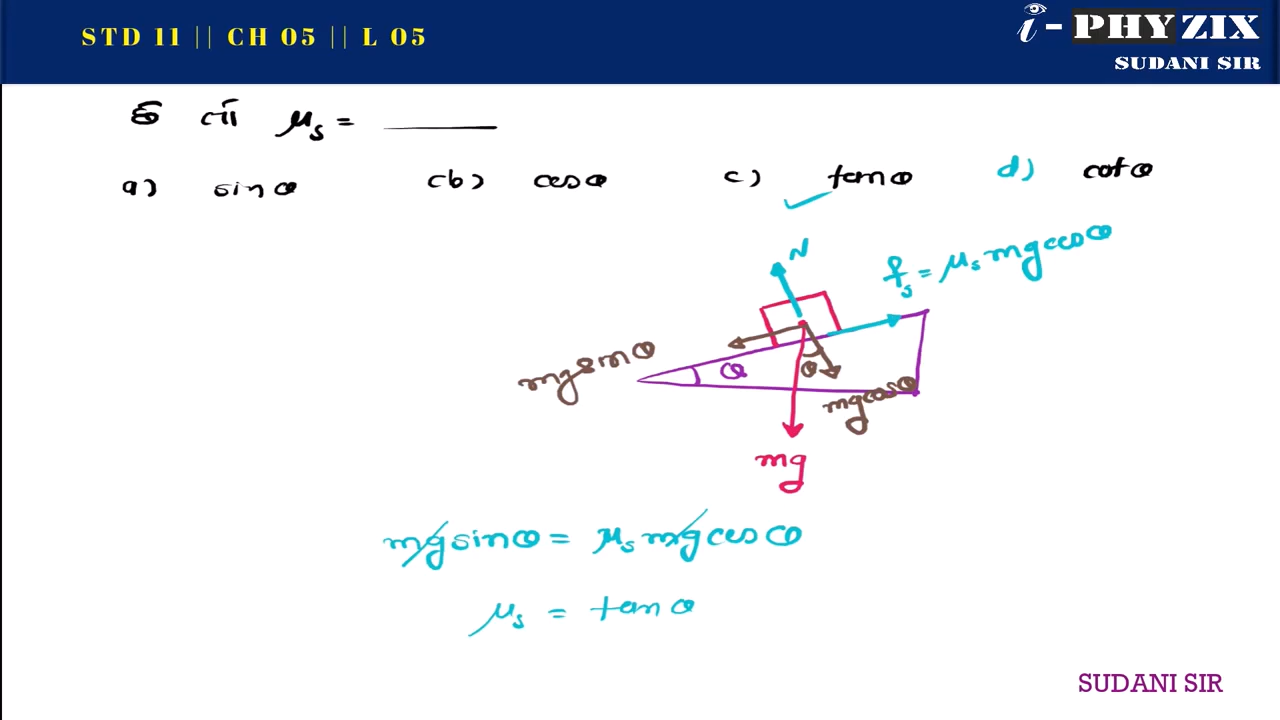 STD 11 || CH 05 || L 05
i - PHYZIX
SUDANI SIR
છે તો μs = ______
a) sinθ (b) cosθ c) tanθ d) cotθ
N
fs = μs mg cosθ
mg sinθ
θ
θ
mg cosθ
mg
mg sinθ = μs mg cosθ
μs = tanθ
SUDANI SIR